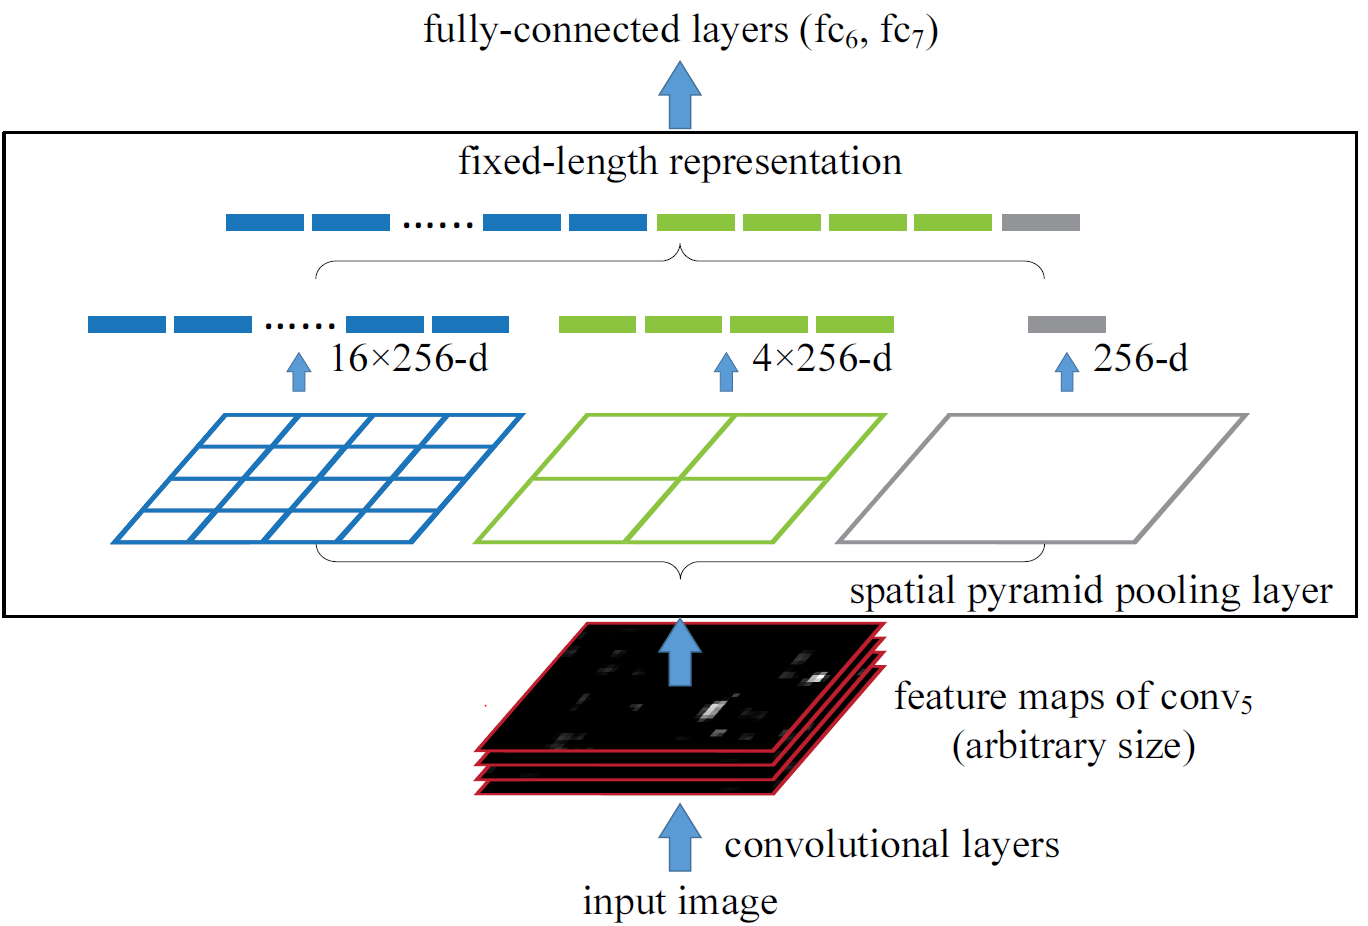 fully-connected layers (fc₆, fc₇)
fixed-length representation
......
......
16×256-d
4×256-d
256-d
spatial pyramid pooling layer
feature maps of conv₅
(arbitrary size)
convolutional layers
input image